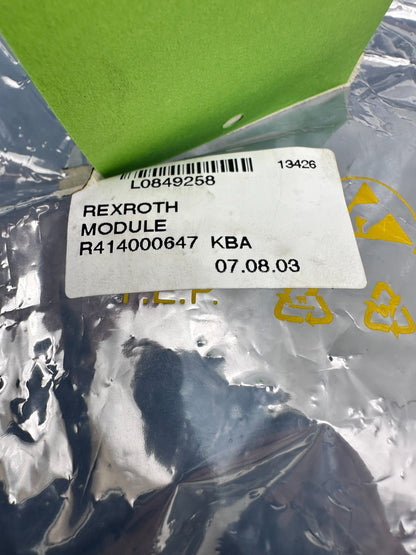 13426
L0849258
REXROTH
MODULE
R414000647 KBA
07.08.03